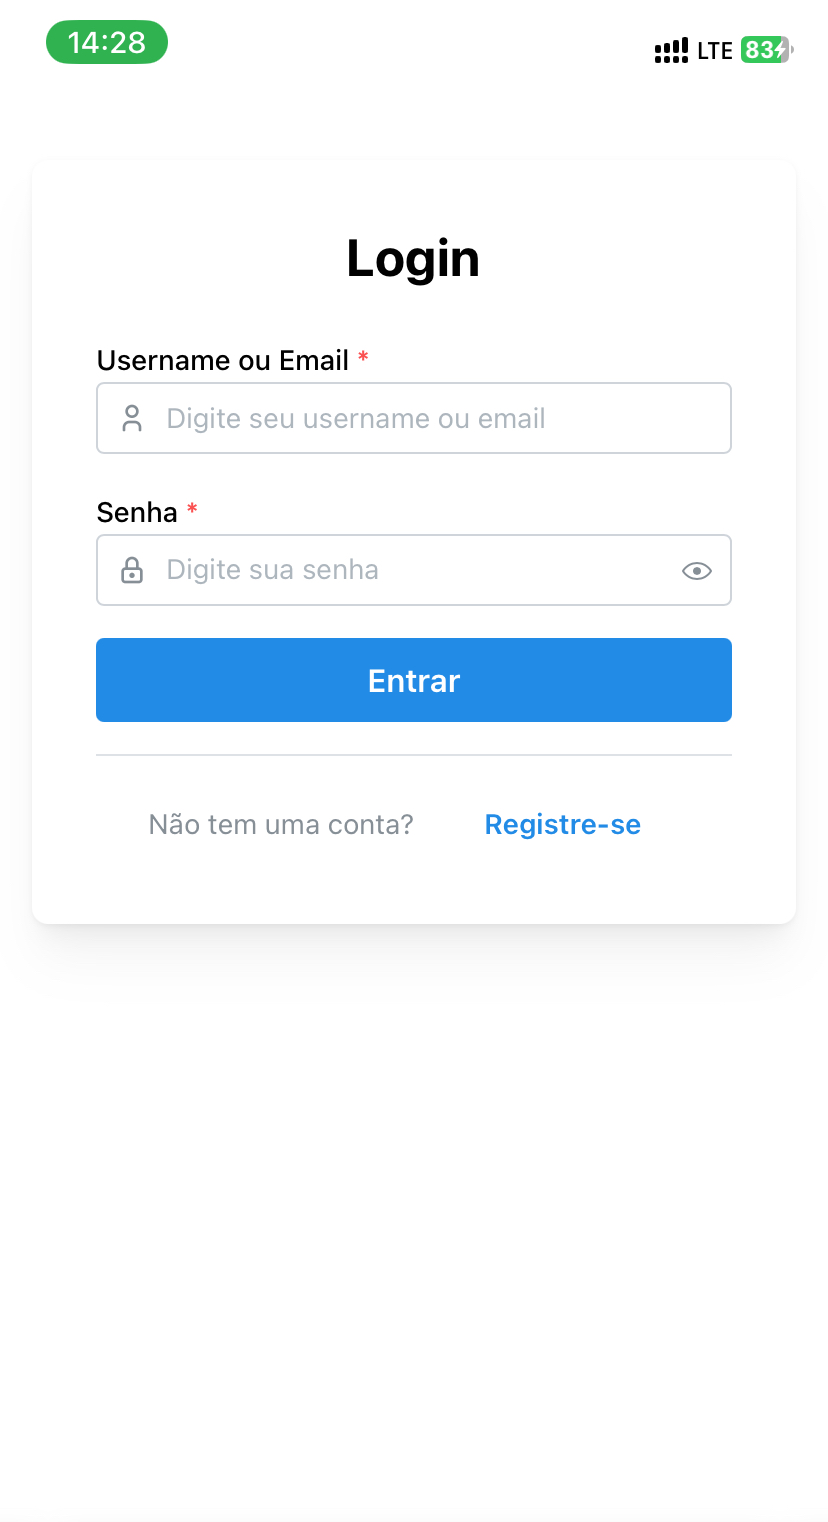 14:28 LTE 83
Login
Username ou Email *
Digite seu username ou email
Senha *
Digite sua senha
Entrar
Não tem uma conta? Registre-se